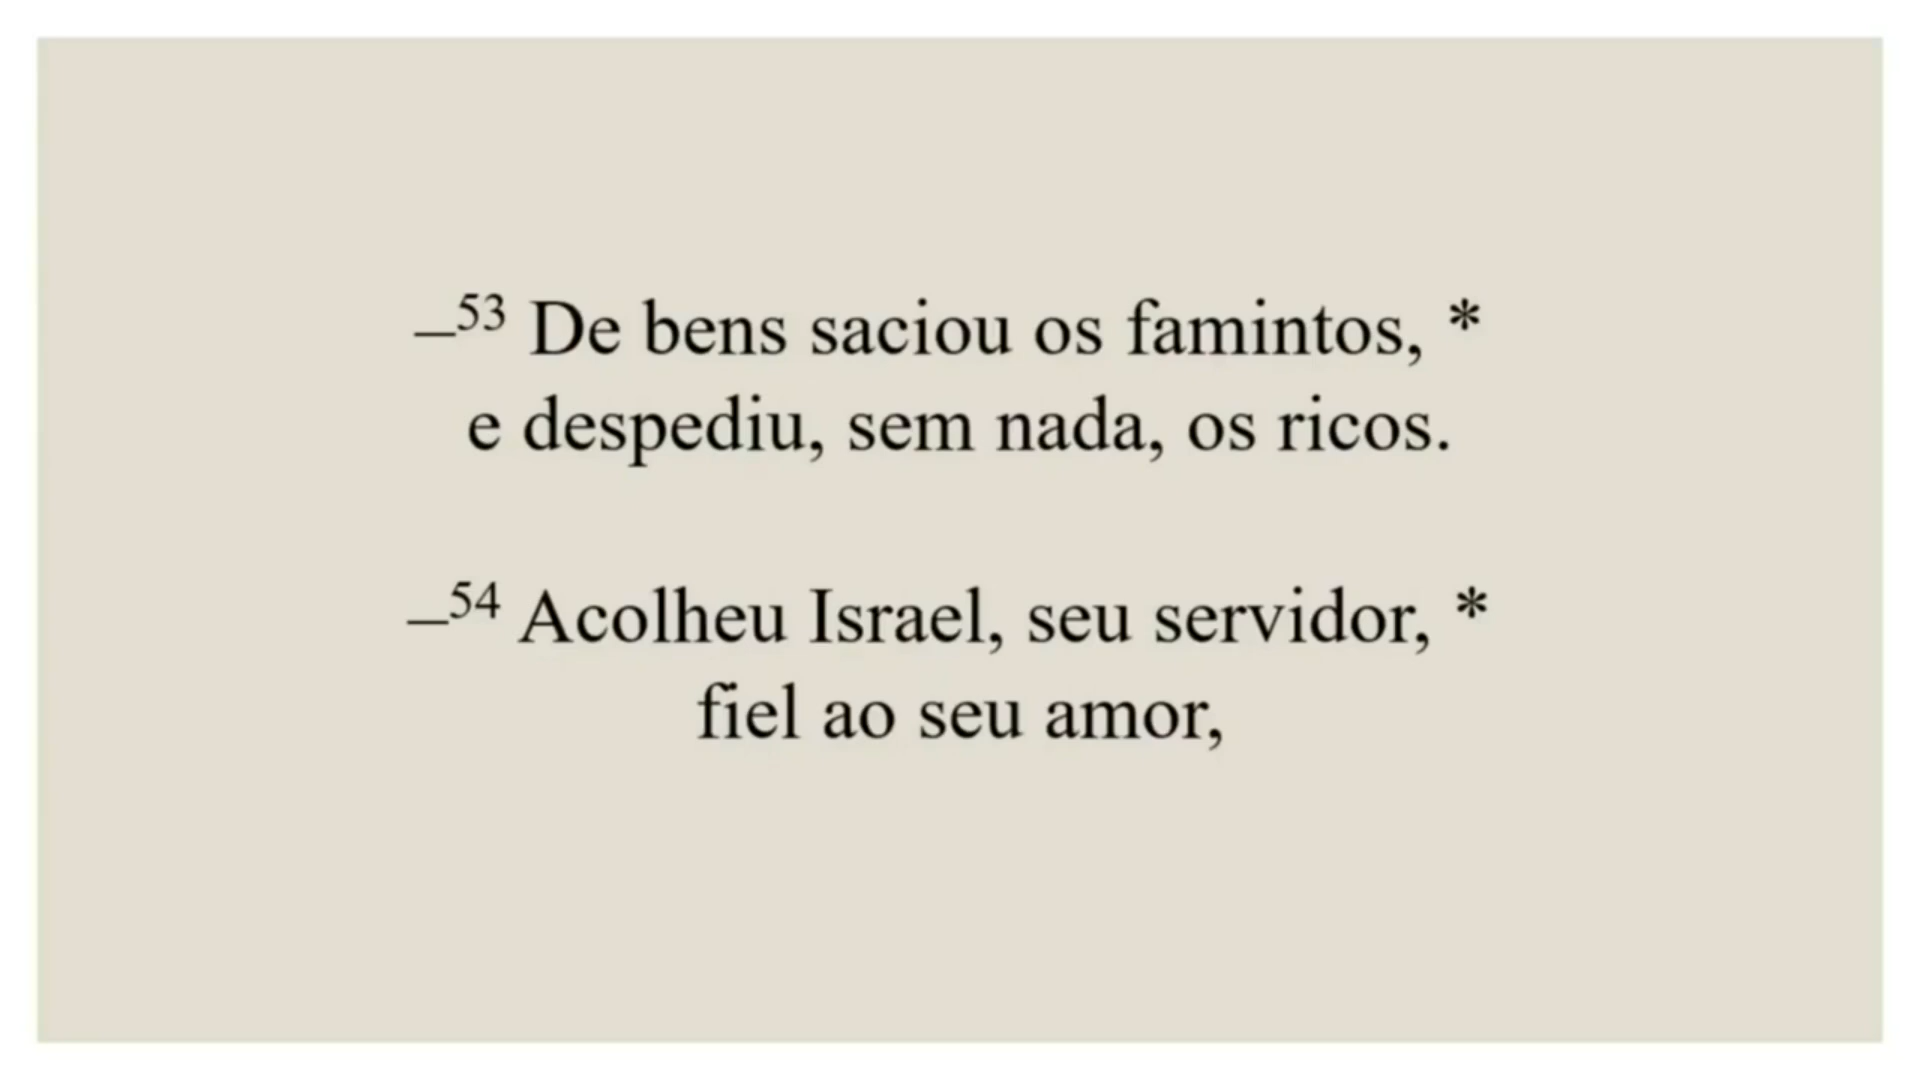 –53 De bens saciou os famintos, *
e despediu, sem nada, os ricos.
–54 Acolheu Israel, seu servidor, *
fiel ao seu amor,